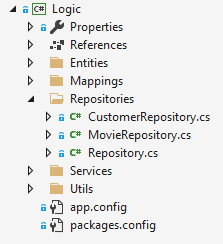 C# Logic
Properties
References
Entities
Mappings
Repositories
C# CustomerRepository.cs
C# MovieRepository.cs
C# Repository.cs
Services
Utils
app.config
packages.config